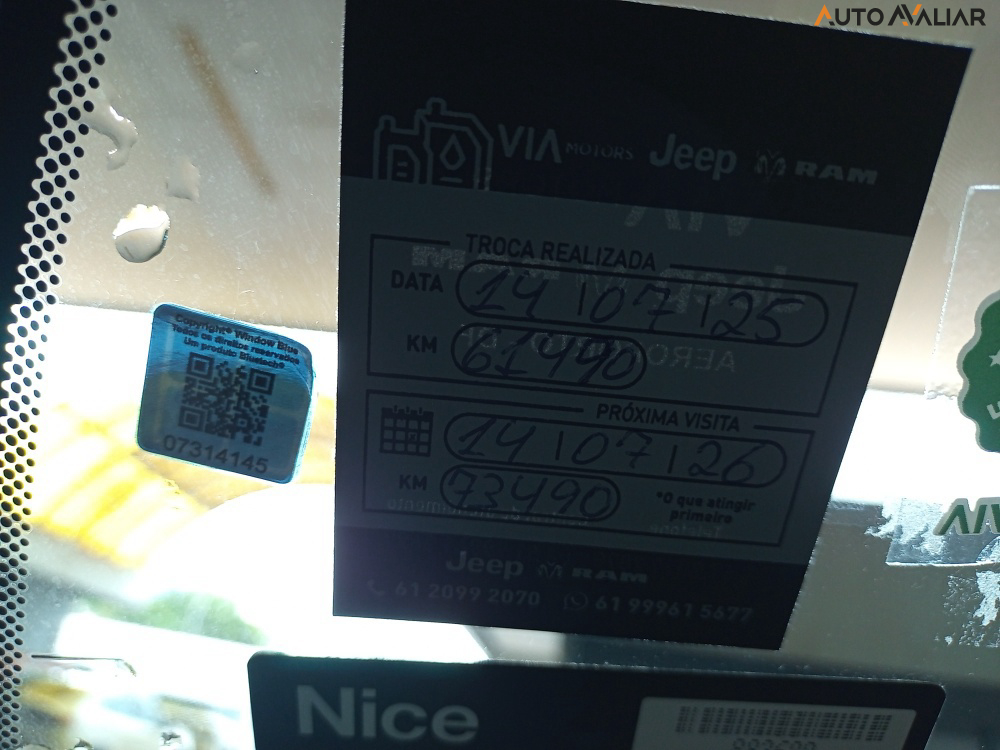 AUTO AVALIAR
VIA MOTORS Jeep RAM
TROCA REALIZADA
DATA 14 | 07 | 25
KM 61490
PRÓXIMA VISITA
14 | 07 | 26
KM 73490
*O que atingir
primeiro
Jeep RAM
61 2099 2070 61 99961 5677
Copyright® Window Blue
Todos os direitos reservados
Um produto Bluetech®
07314145
Nice